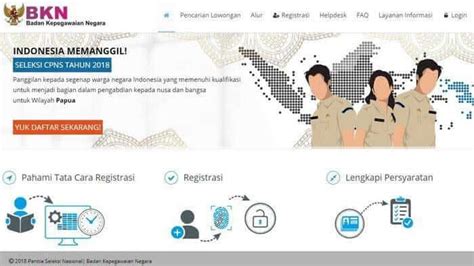 BKN
Badan Kepegawaian Negara
Pencarian Lowongan
Alur
Registrasi
Helpdesk
FAQ
Layanan Informasi
Login
INDONESIA MEMANGGIL!
SELEKSI CPNS TAHUN 2018
Panggilan kepada segenap warga negara Indonesia yang memenuhi kualifikasi
untuk menjadi bagian dalam pengabdian kepada nusa dan bangsa
untuk Wilayah Papua
YUK DAFTAR SEKARANG!
Pahami Tata Cara Registrasi
Registrasi
Lengkapi Persyaratan
© 2018 Panitia Seleksi Nasional| Badan Kepegawaian Negara